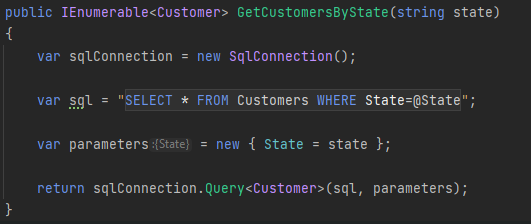 public IEnumerable<Customer> GetCustomersByState(string state)
{
var sqlConnection = new SqlConnection();
var sql = "SELECT * FROM Customers WHERE State=@State";
var parameters:{State} = new { State = state };
return sqlConnection.Query<Customer>(sql, parameters);
}